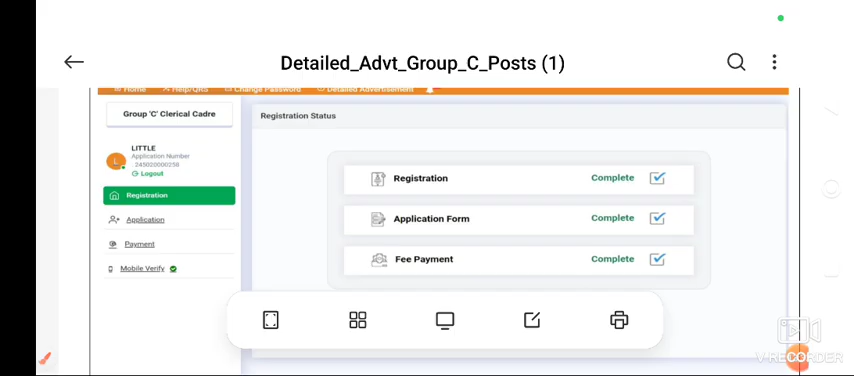 Detailed_Advt_Group_C_Posts (1)
Home Help/QRS Change Password Detailed Advertisement
Group 'C' Clerical Cadre
Registration Status
LITTLE
Application Number
: 245020000258
Logout
Registration
Application
Payment
Mobile Verify
Registration Complete
Application Form Complete
Fee Payment Complete
L
V RECORDER